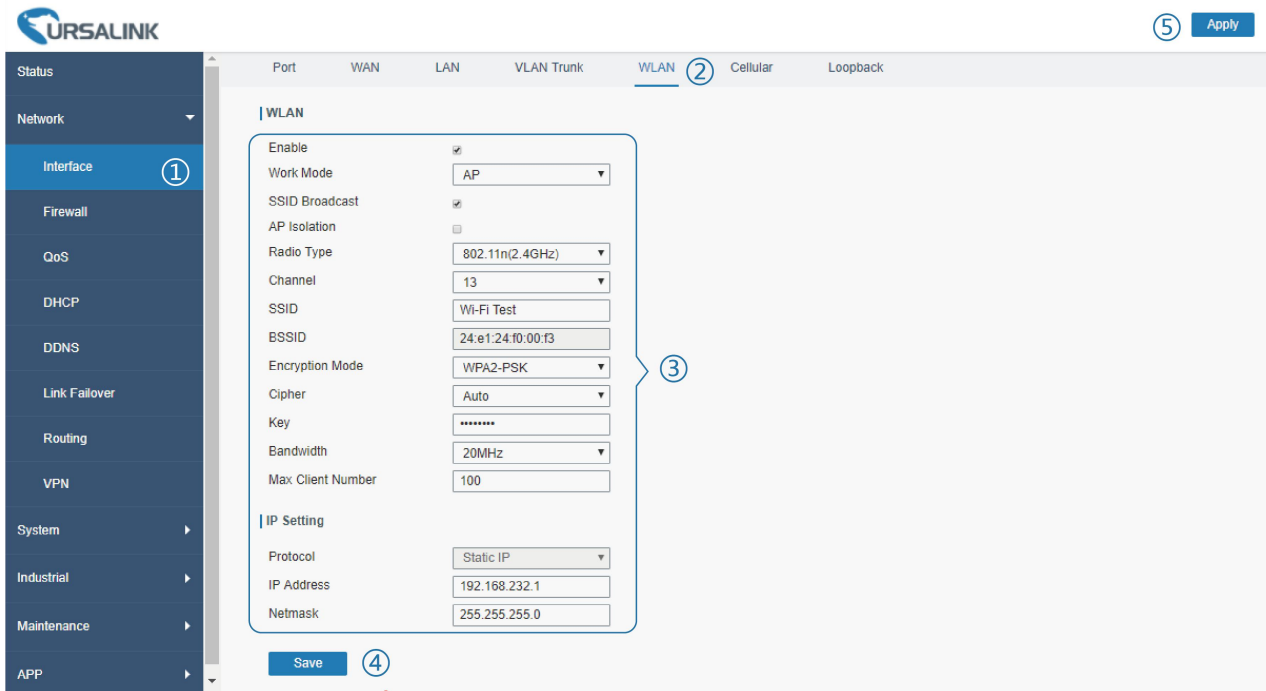 URSALINK
⑤ Apply
Status
Network
Interface ①
Firewall
QoS
DHCP
DDNS
Link Failover
Routing
VPN
System
Industrial
Maintenance
APP
Port WAN LAN VLAN Trunk WLAN ② Cellular Loopback
WLAN
Enable
Work Mode AP
SSID Broadcast
AP Isolation
Radio Type 802.11n(2.4GHz)
Channel 13
SSID Wi-Fi Test
BSSID 24:e1:24:f0:00:f3
Encryption Mode WPA2-PSK
③
Cipher Auto
Key ••••••••
Bandwidth 20MHz
Max Client Number 100
IP Setting
Protocol Static IP
IP Address 192.168.232.1
Netmask 255.255.255.0
Save ④